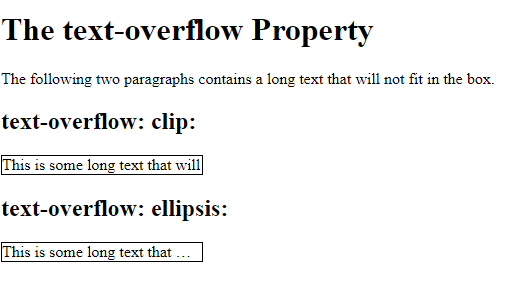 The text-overflow Property
The following two paragraphs contains a long text that will not fit in the box.
text-overflow: clip:
This is some long text that will
text-overflow: ellipsis:
This is some long text that …